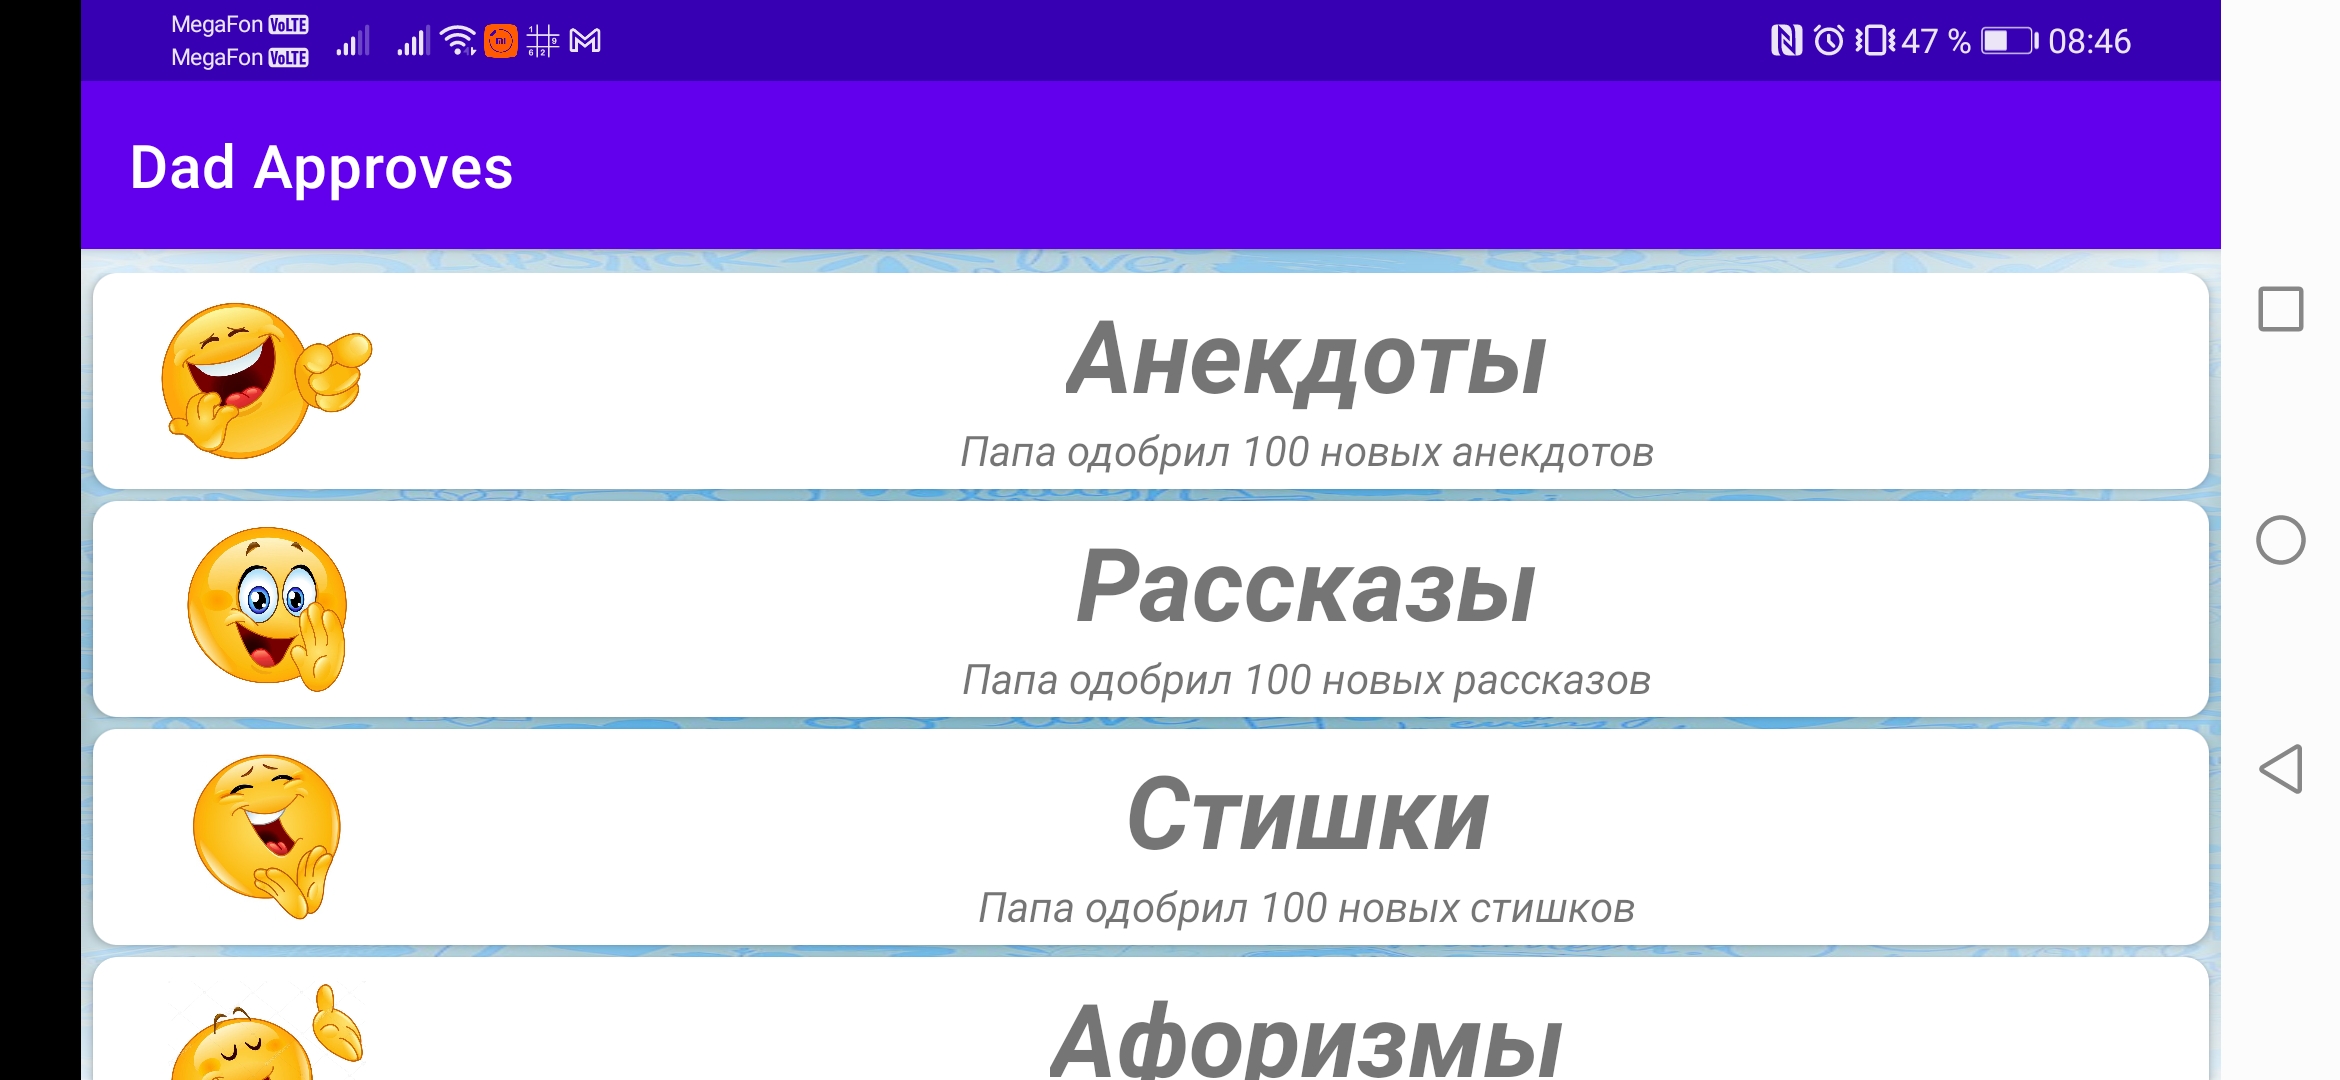 MegaFon VoLTE
MegaFon VoLTE
47 % 08:46
Dad Approves
Анекдоты
Папа одобрил 100 новых анекдотов
Рассказы
Папа одобрил 100 новых рассказов
Стишки
Папа одобрил 100 новых стишков
Афоризмы